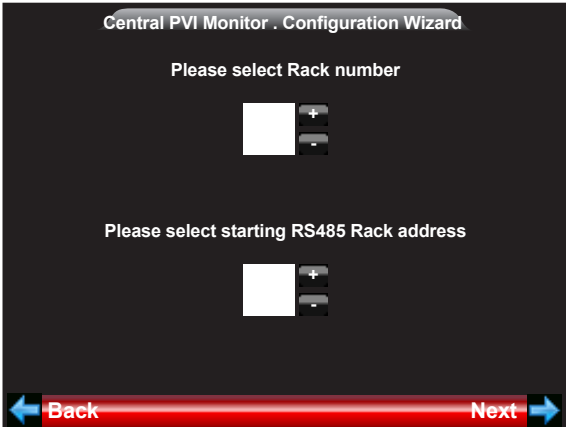 Central PVI Monitor . Configuration Wizard
Please select Rack number
+
-
Please select starting RS485 Rack address
+
-
Back Next